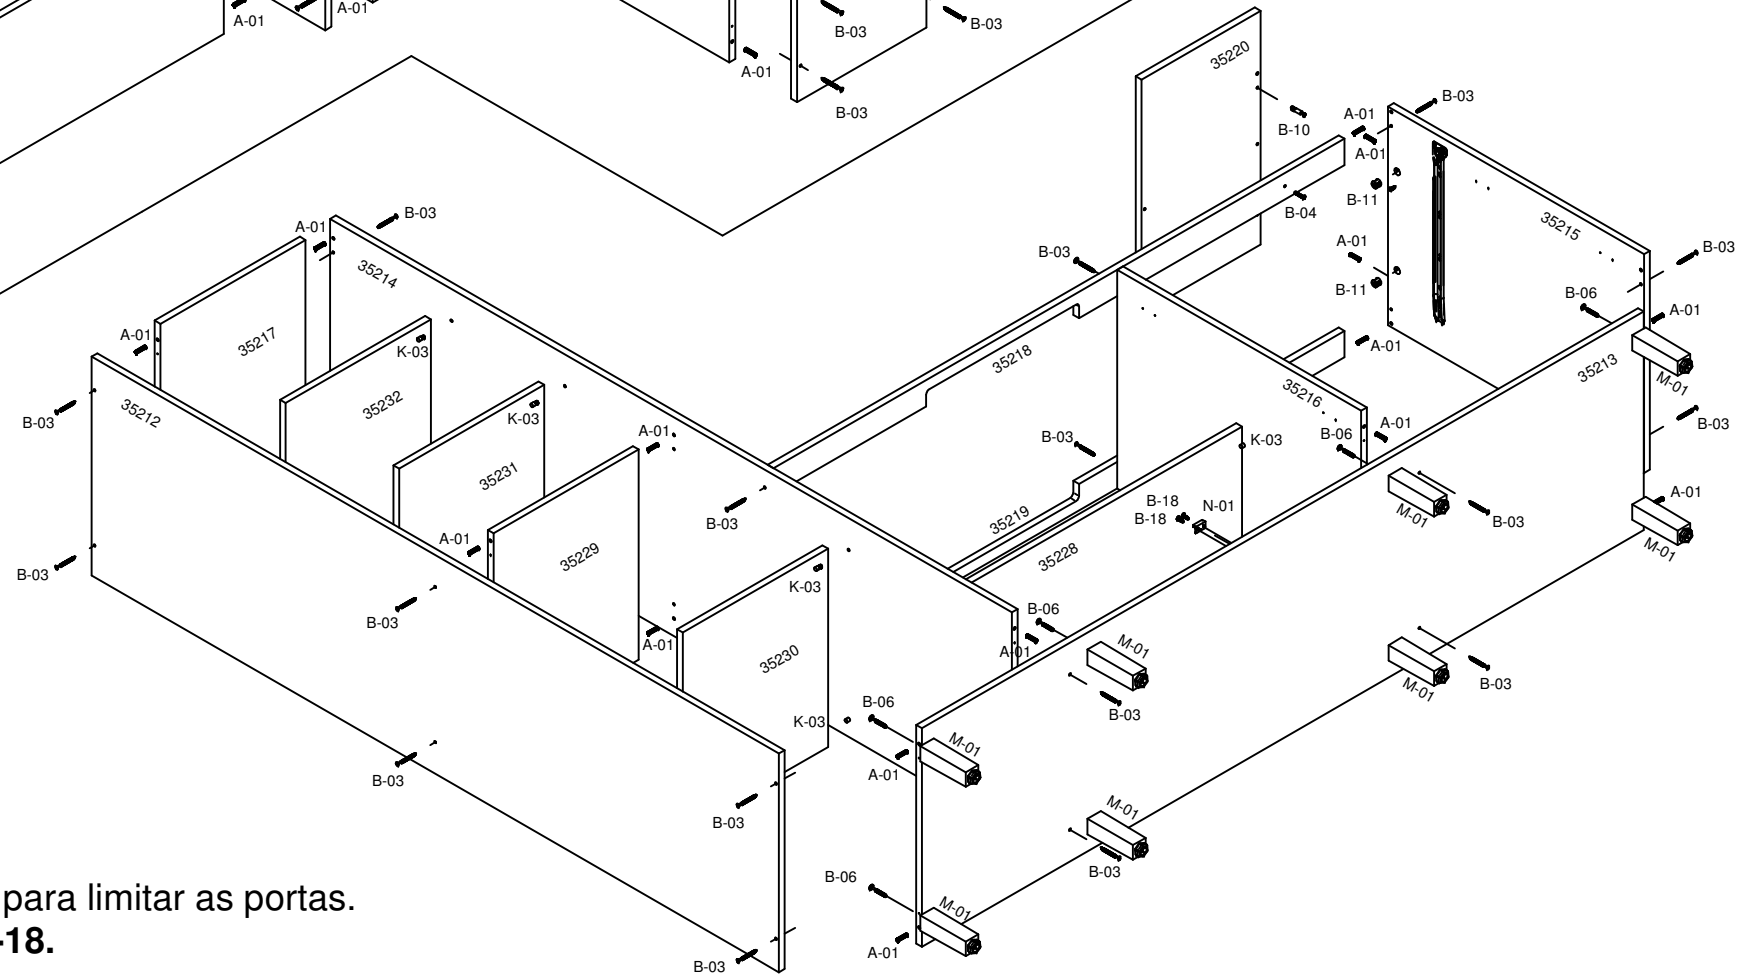 A-01
A-01
B-03
B-03
A-01
B-03
35220
B-10
A-01
B-03
A-01
B-11
B-04
35215
A-01
B-11
B-03
B-06
A-01
A-01
B-03
A-01
35214
B-03
A-01
35217
K-03
35232
K-03
35212
B-03
35231
A-01
35218
35216
35213
M-01
B-03
B-03
A-01
B-06
K-03
M-01
B-03
A-01
M-01
B-18
B-18
N-01
35219
35228
B-03
A-01
35229
B-03
B-03
A-01
K-03
35230
K-03
B-06
A-01
M-01
B-03
M-01
B-03
B-06
M-01
A-01
B-03
B-03
M-01
B-03
B-06
M-01
A-01
B-03
para limitar as portas.
-18.